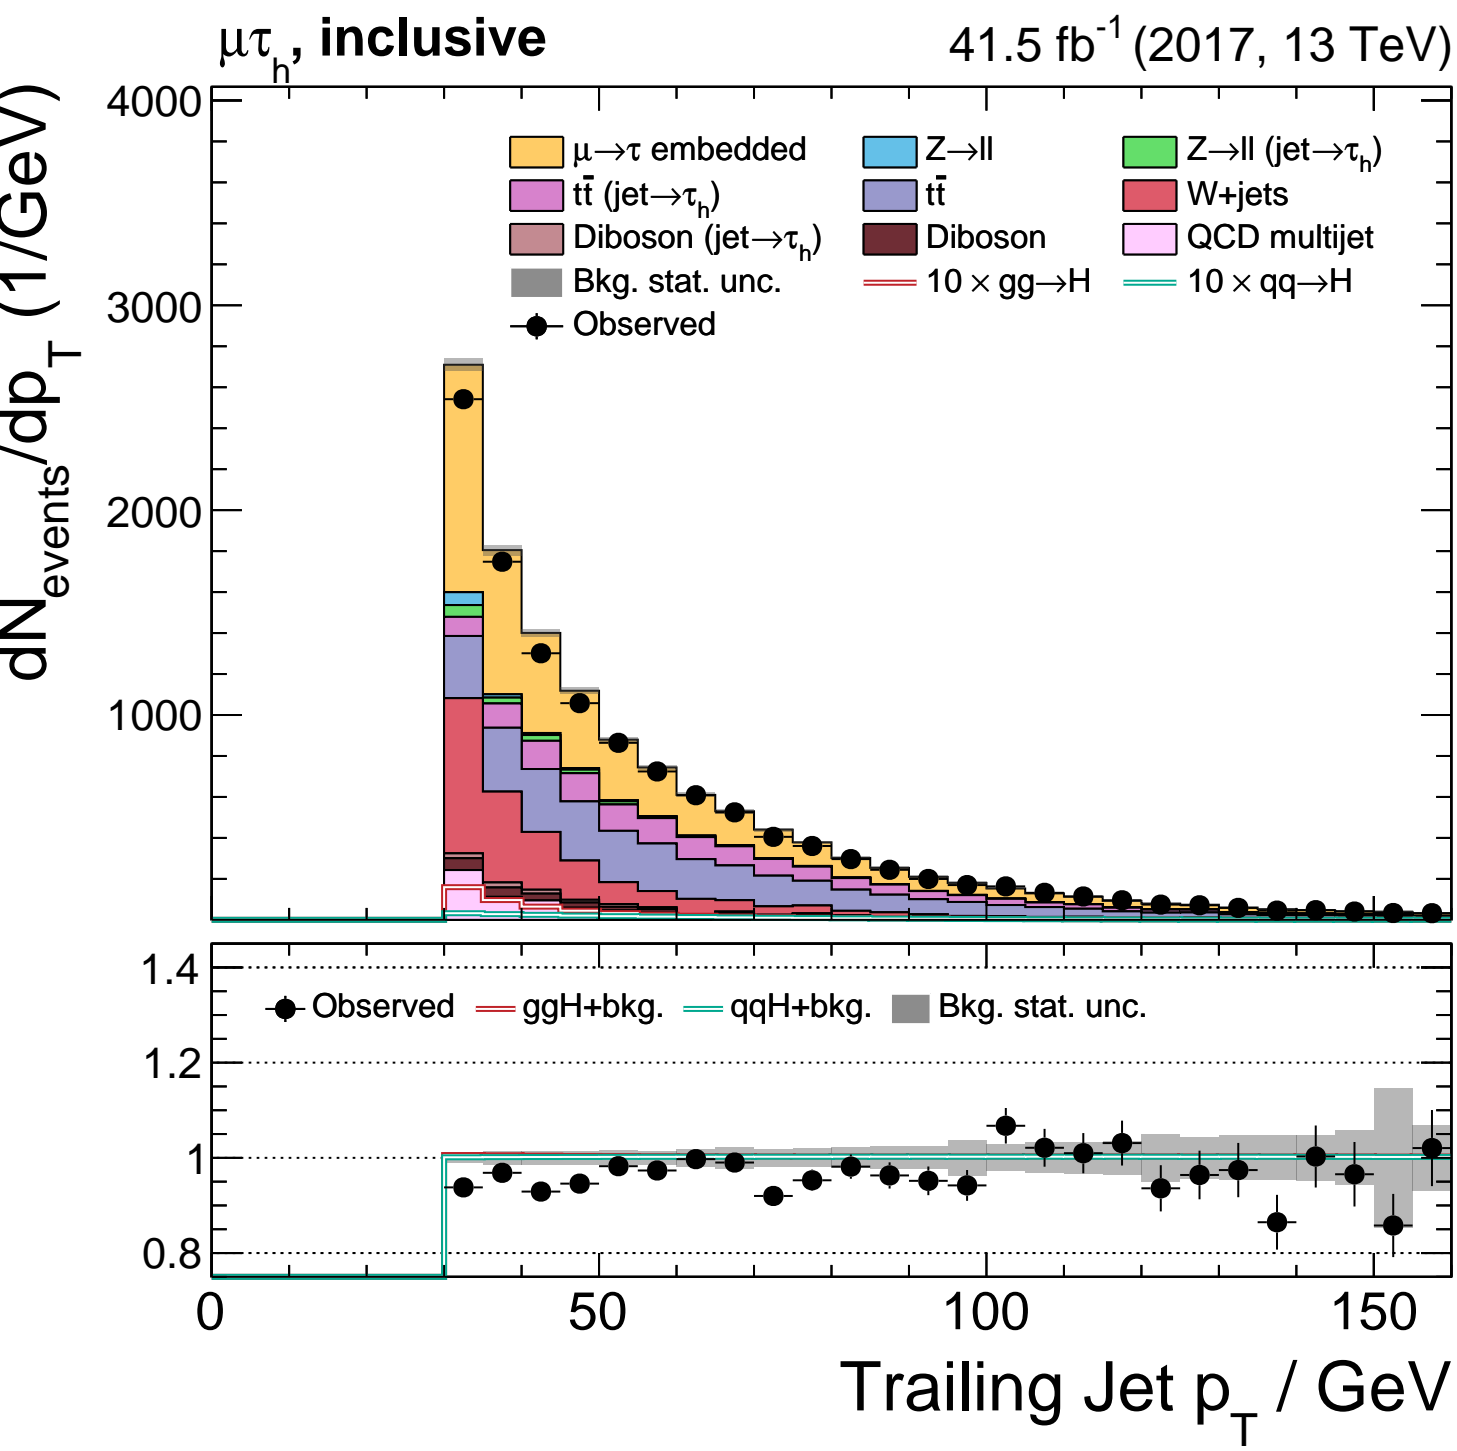 μτh, inclusive
41.5 fb-1 (2017, 13 TeV)
dNevents/dpT (1/GeV)
4000
3000
2000
1000
μ→τ embedded
Z→ll
Z→ll (jet→τh)
tt̄ (jet→τh)
tt̄
W+jets
Diboson (jet→τh)
Diboson
QCD multijet
Bkg. stat. unc.
10 × gg→H
10 × qq→H
Observed
1.4
1.2
1
0.8
Observed
ggH+bkg.
qqH+bkg.
Bkg. stat. unc.
0
50
100
150
Trailing Jet pT / GeV